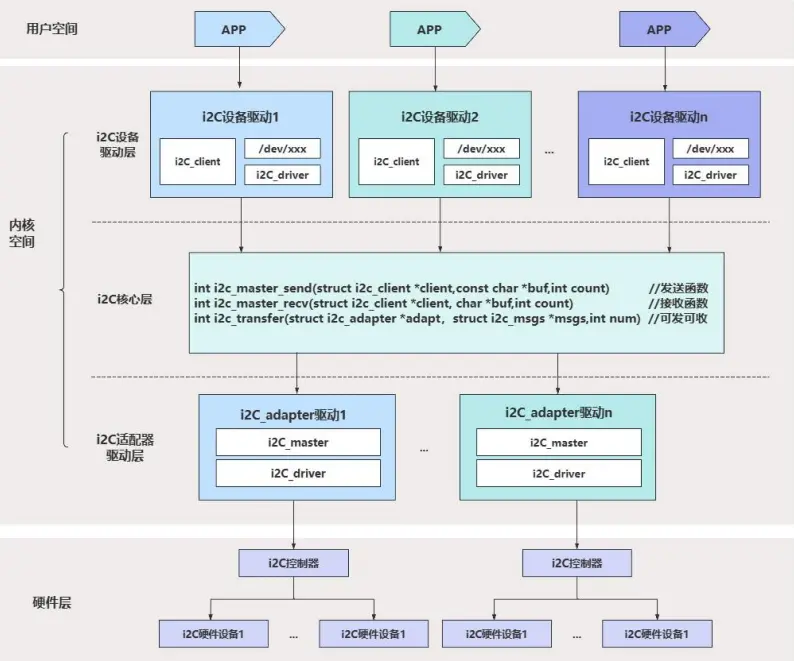 用户空间
APP
APP
APP
i2C设备驱动1
i2C_client
/dev/xxx
i2C_driver
i2C设备驱动2
i2C_client
/dev/xxx
i2C_driver
...
i2C设备驱动n
i2C_client
/dev/xxx
i2C_driver
i2C设备
驱动层
内核
空间
i2C核心层
int i2c_master_send(struct i2c_client *client,const char *buf,int count) //发送函数
int i2c_master_recv(struct i2c_client *client, char *buf,int count) //接收函数
int i2c_transfer(struct i2c_adapter *adapt，struct i2c_msgs *msgs,int num) //可发可收
i2C适配器
驱动层
i2C_adapter驱动1
i2C_master
i2C_driver
...
i2C_adapter驱动n
i2C_master
i2C_driver
硬件层
i2C控制器
i2C控制器
i2C硬件设备1
...
i2C硬件设备1
i2C硬件设备1
...
i2C硬件设备1